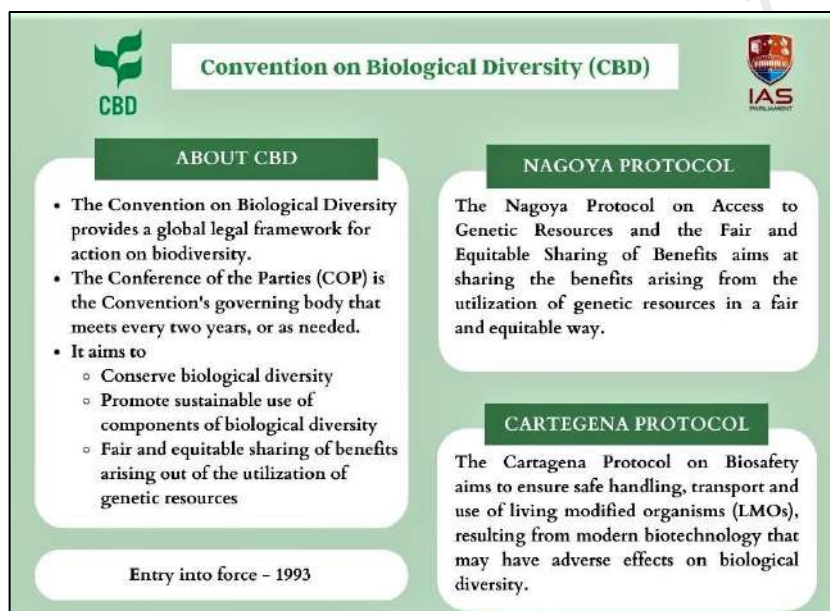 Convention on Biological Diversity (CBD)
CBD
IAS
PARLIAMENT
ABOUT CBD
• The Convention on Biological Diversity
provides a global legal framework for
action on biodiversity.
• The Conference of the Parties (COP) is
the Convention's governing body that
meets every two years, or as needed.
• It aims to
◦ Conserve biological diversity
◦ Promote sustainable use of
components of biological diversity
◦ Fair and equitable sharing of benefits
arising out of the utilization of
genetic resources
Entry into force - 1993
NAGOYA PROTOCOL
The Nagoya Protocol on Access to
Genetic Resources and the Fair and
Equitable Sharing of Benefits aims at
sharing the benefits arising from the
utilization of genetic resources in a fair
and equitable way.
CARTEGENA PROTOCOL
The Cartagena Protocol on Biosafety
aims to ensure safe handling, transport and
use of living modified organisms (LMOs),
resulting from modern biotechnology that
may have adverse effects on biological
diversity.